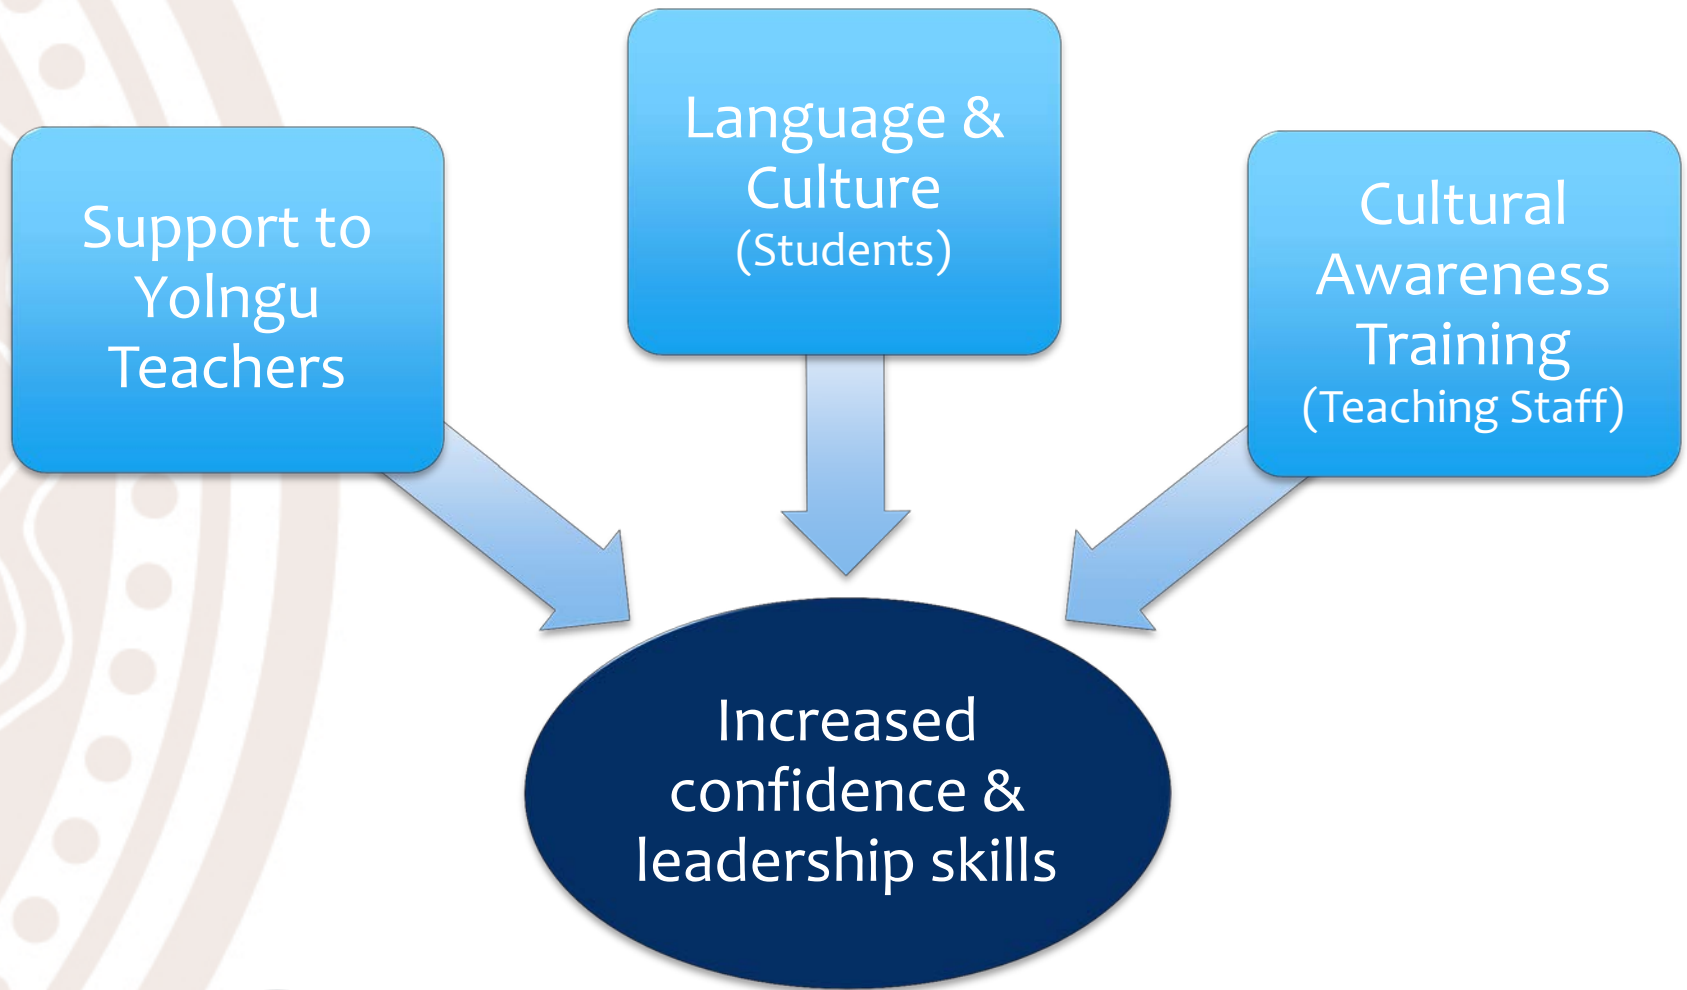 Support to
Yolngu
Teachers
Language &
Culture
(Students)
Cultural
Awareness
Training
(Teaching Staff)
Increased
confidence &
leadership skills